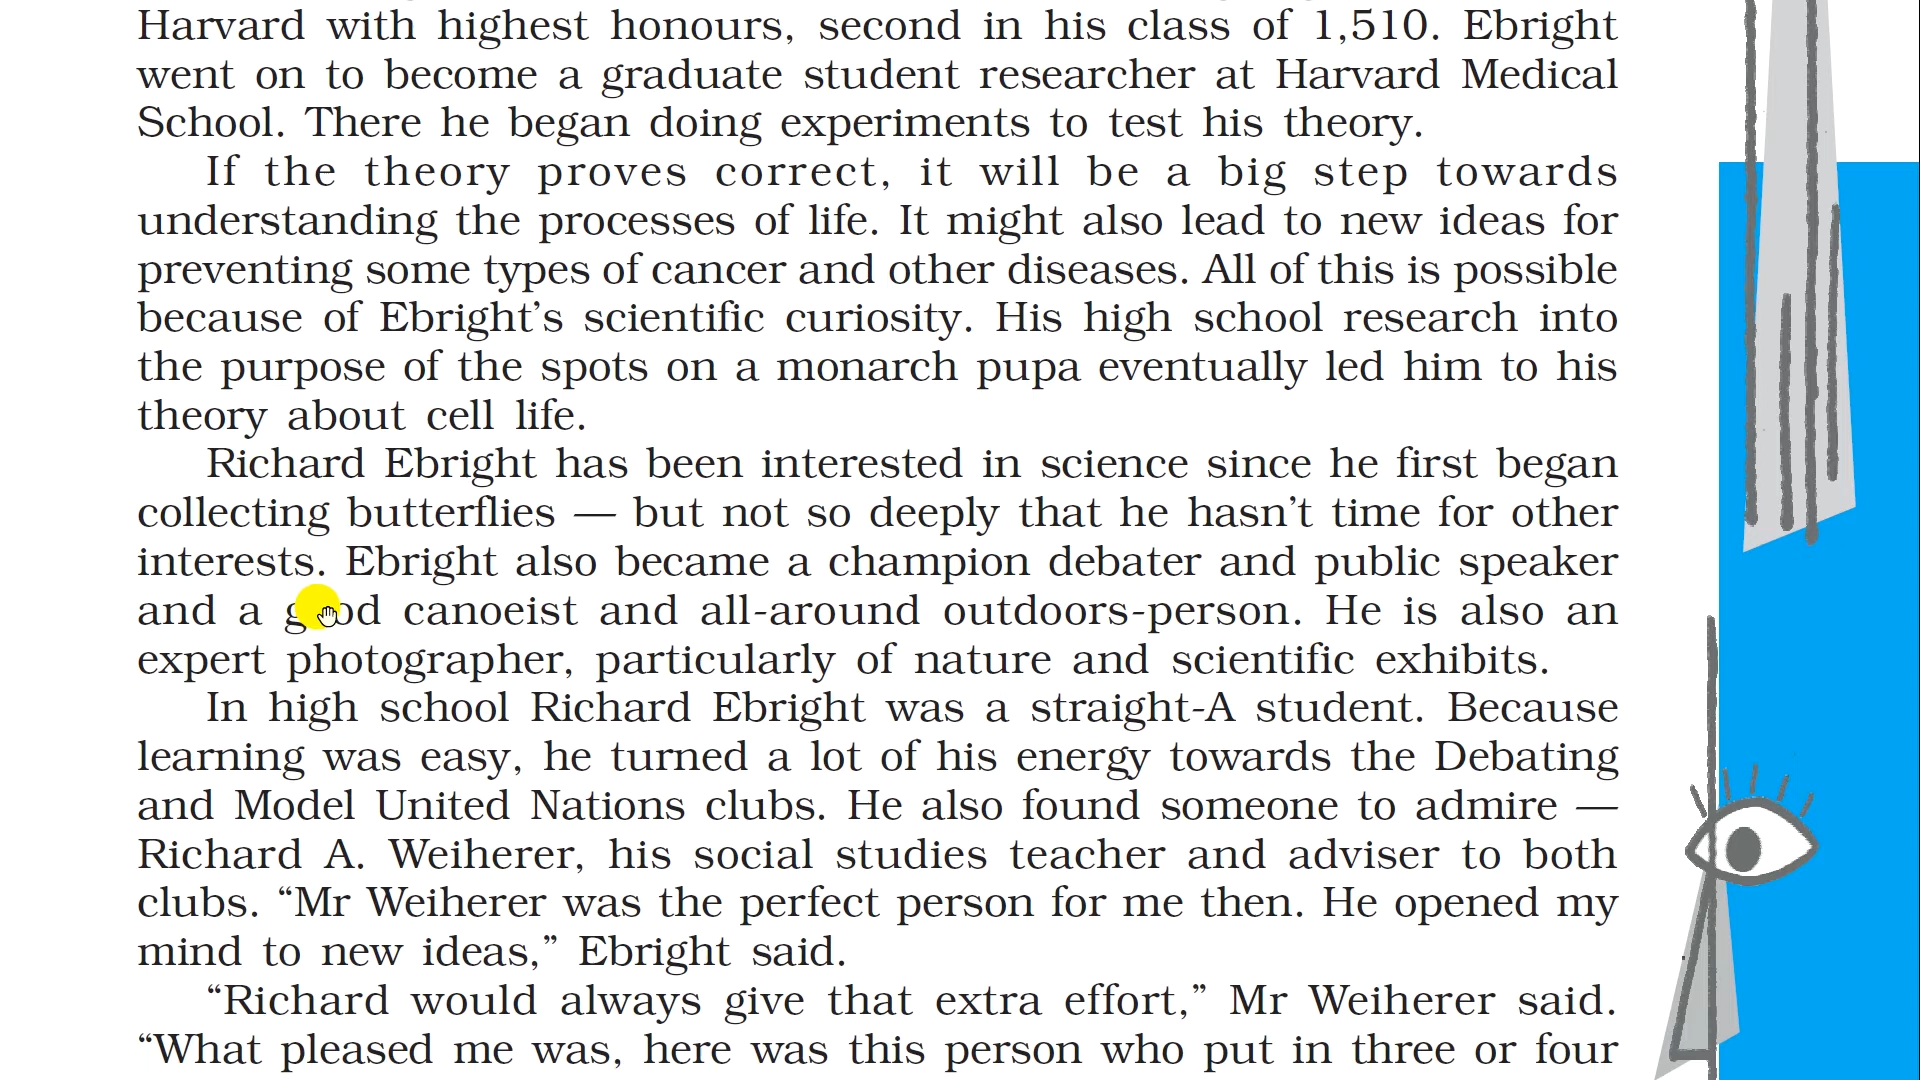 Harvard with highest honours, second in his class of 1,510. Ebright
went on to become a graduate student researcher at Harvard Medical
School. There he began doing experiments to test his theory.
If the theory proves correct, it will be a big step towards
understanding the processes of life. It might also lead to new ideas for
preventing some types of cancer and other diseases. All of this is possible
because of Ebright’s scientific curiosity. His high school research into
the purpose of the spots on a monarch pupa eventually led him to his
theory about cell life.
Richard Ebright has been interested in science since he first began
collecting butterflies — but not so deeply that he hasn’t time for other
interests. Ebright also became a champion debater and public speaker
and a good canoeist and all-around outdoors-person. He is also an
expert photographer, particularly of nature and scientific exhibits.
In high school Richard Ebright was a straight-A student. Because
learning was easy, he turned a lot of his energy towards the Debating
and Model United Nations clubs. He also found someone to admire —
Richard A. Weiherer, his social studies teacher and adviser to both
clubs. “Mr Weiherer was the perfect person for me then. He opened my
mind to new ideas,” Ebright said.
“Richard would always give that extra effort,” Mr Weiherer said.
“What pleased me was, here was this person who put in three or four